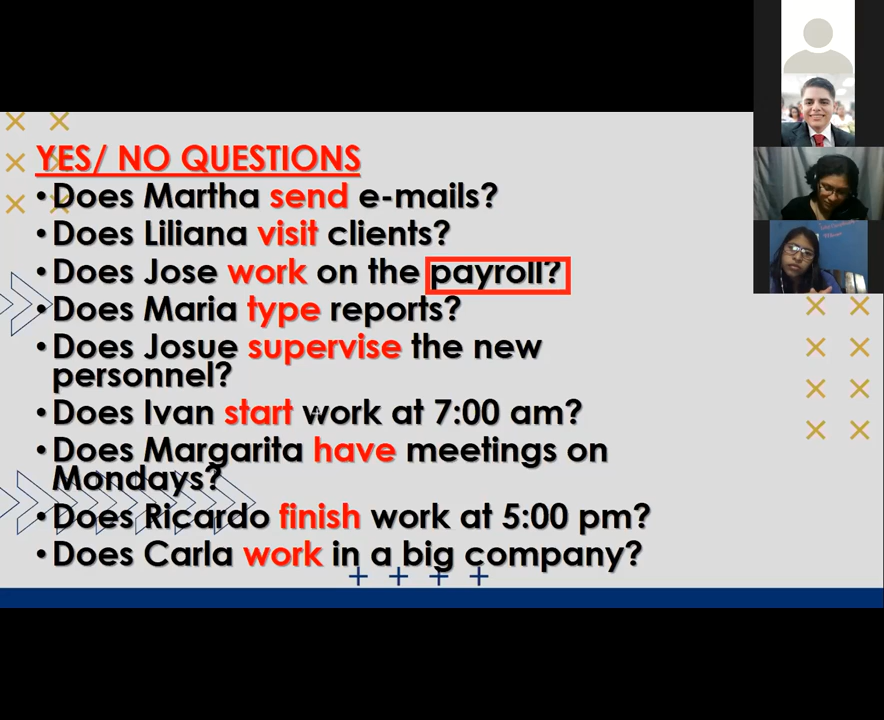 YES/ NO QUESTIONS
•Does Martha send e-mails?
•Does Liliana visit clients?
•Does Jose work on the payroll?
•Does Maria type reports?
•Does Josue supervise the new
personnel?
•Does Ivan start work at 7:00 am?
•Does Margarita have meetings on
Mondays?
•Does Ricardo finish work at 5:00 pm?
•Does Carla work in a big company?